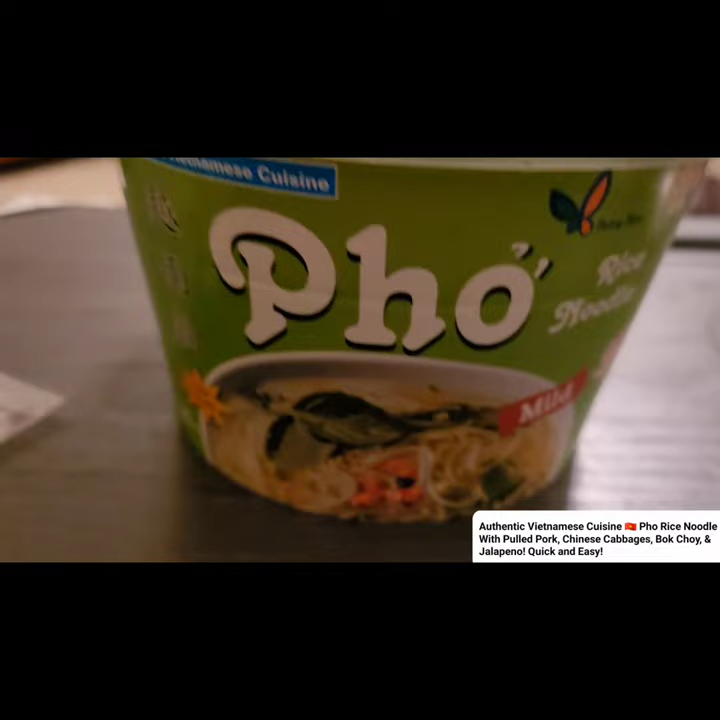 Vietnamese Cuisine
Phở
Rice
Noodle
Mild
Authentic Vietnamese Cuisine 🇻🇳 Pho Rice Noodle
With Pulled Pork, Chinese Cabbages, Bok Choy, &
Jalapeno! Quick and Easy!